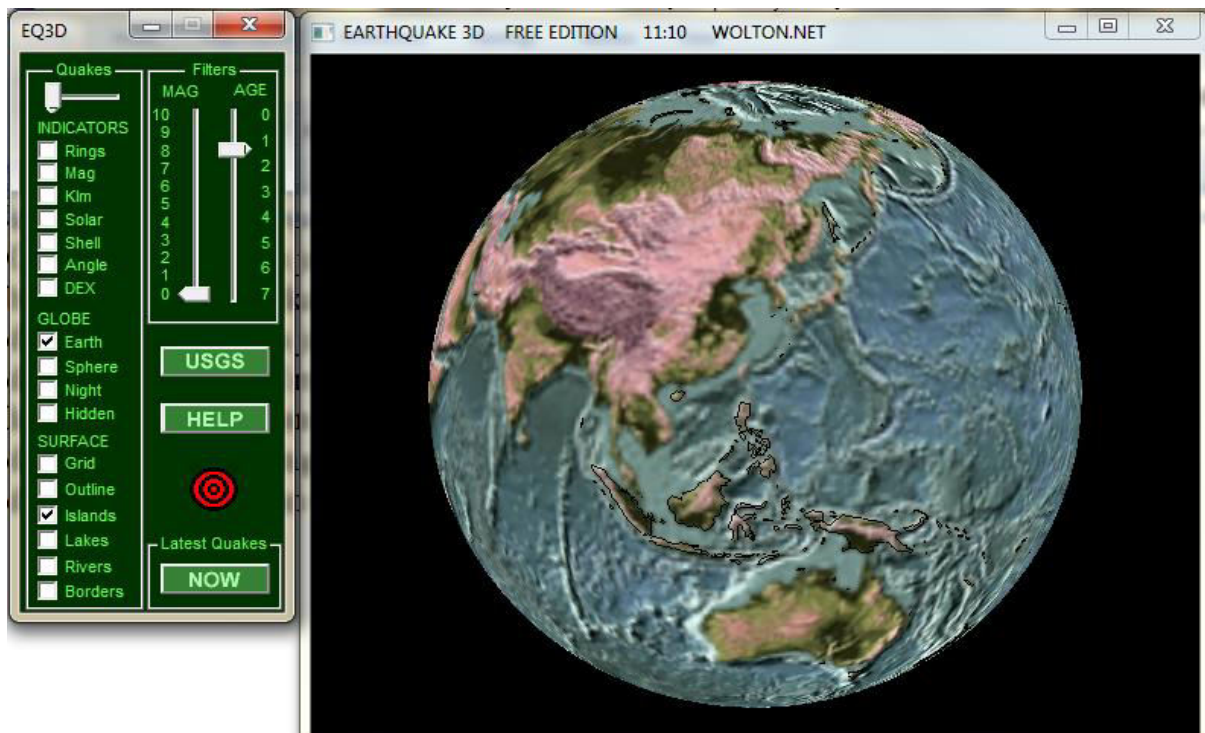 EQ3D
Quakes
INDICATORS
Rings
Mag
Klm
Solar
Shell
Angle
DEX
GLOBE
Earth
Sphere
Night
Hidden
SURFACE
Grid
Outline
Islands
Lakes
Rivers
Borders
Filters
MAG AGE
10
9
8
7
6
5
4
3
2
1
0
0
1
2
3
4
5
6
7
USGS
HELP
Latest Quakes
NOW
EARTHQUAKE 3D FREE EDITION 11:10 WOLTON.NET